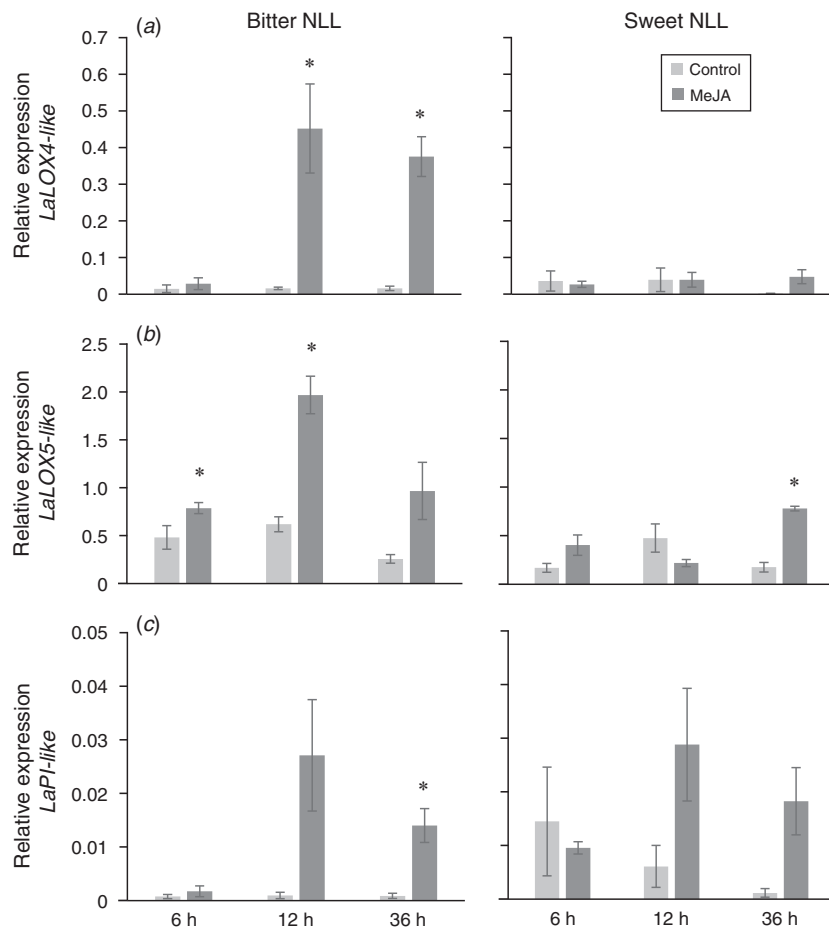 (a)
Bitter NLL
Sweet NLL
Relative expression
LaLOX4-like
0.7
0.6
0.5
0.4
0.3
0.2
0.1
0
*
*
Control
MeJA
(b)
Relative expression
LaLOX5-like
2.5
2.0
1.5
1.0
0.5
0
*
*
*
(c)
Relative expression
LaPI-like
0.05
0.04
0.03
0.02
0.01
0
*
6 h
12 h
36 h
6 h
12 h
36 h